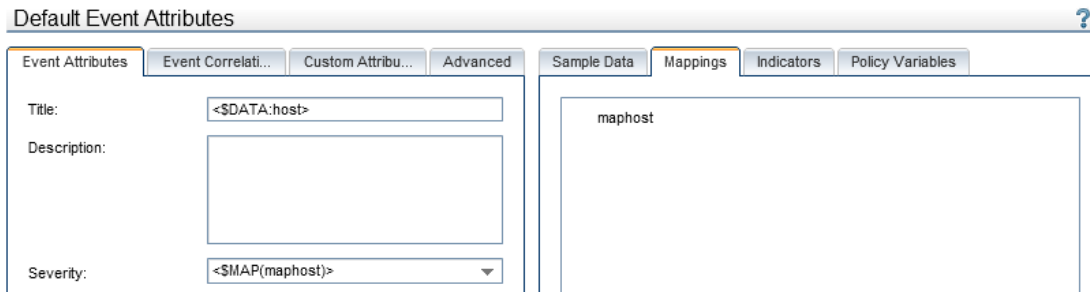 Default Event Attributes
?
Event Attributes Event Correlati... Custom Attribu... Advanced
Sample Data Mappings Indicators Policy Variables
Title: <$DATA:host>
Description:
Severity: <$MAP(maphost)>
maphost